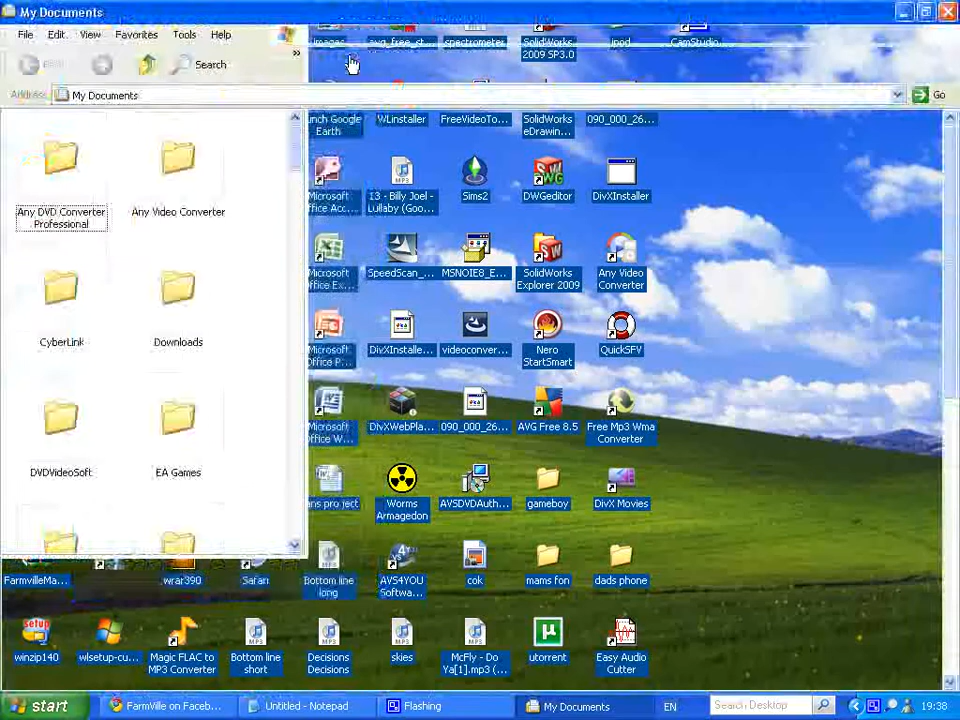 My Documents
File Edit View Favorites Tools Help
Search
Address My Documents Go
Any DVD Converter Professional
Any Video Converter
CyberLink
Downloads
DVDVideoSoft
EA Games
spectrometer
SolidWorks 2009 SP3.0
ipod
CamStudio
unch Google Earth
WLinstaller
FreeVideoTo...
SolidWorks eDrawin...
090_000_26...
Microsoft Office Acc...
13 - Billy Joel - Lullaby (Goo...
Sims2
DWGeditor
DivXInstaller
Microsoft Office Ex...
SpeedScan_...
MSNOIE8_E...
SolidWorks Explorer 2009
Any Video Converter
Microsoft Office P...
DivXInstalle...
videoconver...
Nero StartSmart
QuickSFV
Microsoft Office W...
DivXWebPla...
090_000_26...
AVG Free 8.5
Free Mp3 Wma Converter
ans project
Worms Armagedon
AVSDVDAuth...
gameboy
DivX Movies
FarmvilleMa...
wrar390
Safari
Bottom line long
AVS4YOU Softwa...
cok
mams fon
dads phone
winzip140
wlsetup-cu...
Magic FLAC to MP3 Converter
Bottom line short
Decisions Decisions
skies
McFly - Do Ya[1].mp3 (...
utorrent
Easy Audio Cutter
start
FarmVille on Facebo...
Untitled - Notepad
Flashing
My Documents
EN
Search Desktop
19:38